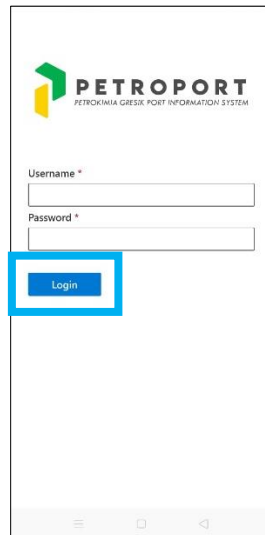 PETROPORT
PETROKIMIA GRESIK PORT INFORMATION SYSTEM
Username *
Password *
Login